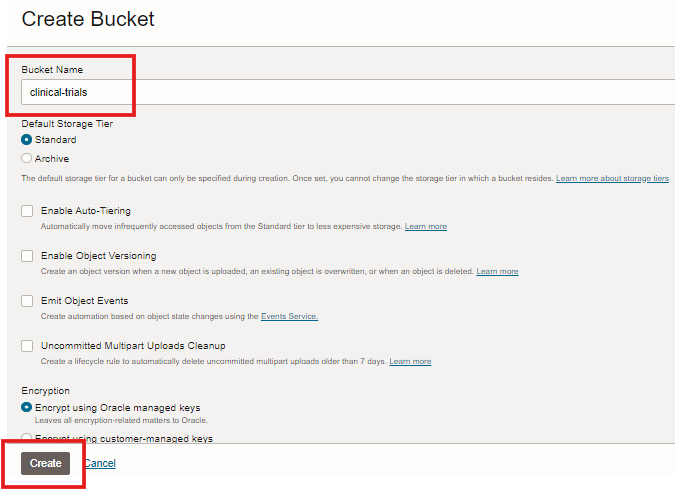 Create Bucket
Bucket Name
clinical-trials
Default Storage Tier
Standard
Archive
The default storage tier for a bucket can only be specified during creation. Once set, you cannot change the storage tier in which a bucket resides. Learn more about storage tiers
Enable Auto-Tiering
Automatically move infrequently accessed objects from the Standard tier to less expensive storage. Learn more
Enable Object Versioning
Create an object version when a new object is uploaded, an existing object is overwritten, or when an object is deleted. Learn more
Emit Object Events
Create automation based on object state changes using the Events Service.
Uncommitted Multipart Uploads Cleanup
Create a lifecycle rule to automatically delete uncommitted multipart uploads older than 7 days. Learn more
Encryption
Encrypt using Oracle managed keys
Leaves all encryption-related matters to Oracle.
Encrypt using customer-managed keys
Create Cancel